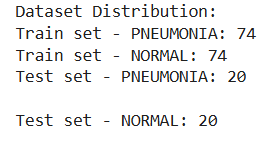 Dataset Distribution:
Train set - PNEUMONIA: 74
Train set - NORMAL: 74
Test set - PNEUMONIA: 20
Test set - NORMAL: 20